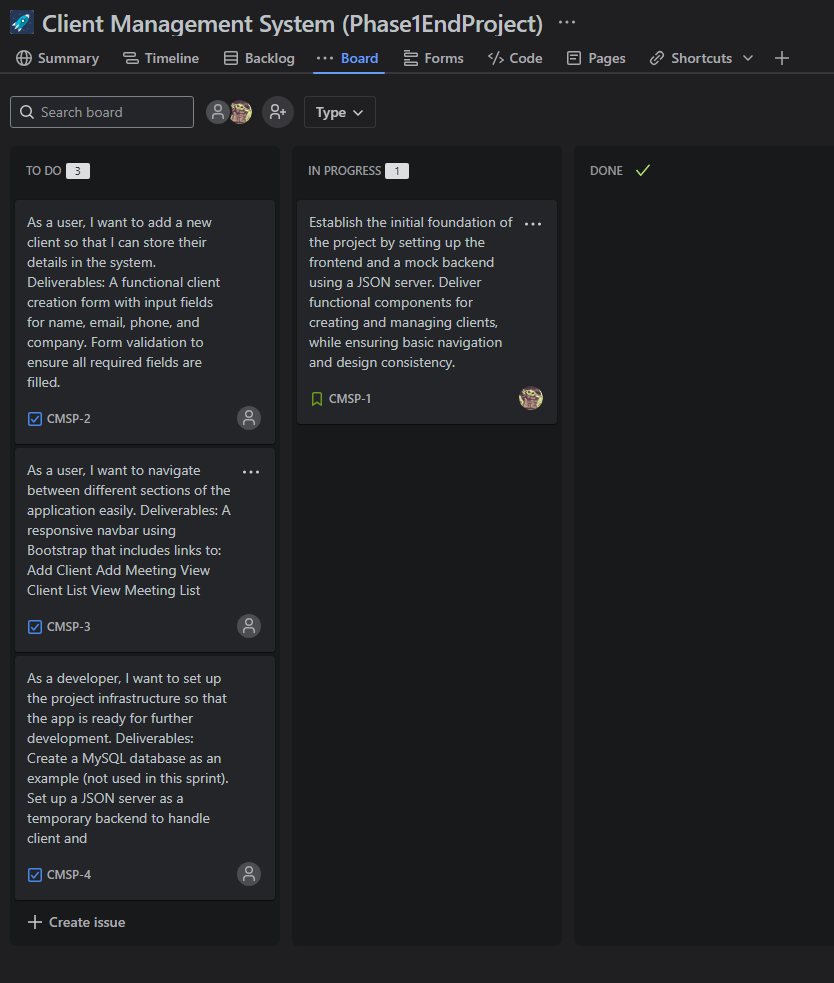 Client Management System (Phase1EndProject)
Summary
Timeline
Backlog
Board
Forms
Code
Pages
Shortcuts
Search board
Type
TO DO 3
As a user, I want to add a new
client so that I can store their
details in the system.
Deliverables: A functional client
creation form with input fields
for name, email, phone, and
company. Form validation to
ensure all required fields are
filled.
CMSP-2
As a user, I want to navigate
between different sections of the
application easily. Deliverables: A
responsive navbar using
Bootstrap that includes links to:
Add Client Add Meeting View
Client List View Meeting List
CMSP-3
As a developer, I want to set up
the project infrastructure so that
the app is ready for further
development. Deliverables:
Create a MySQL database as an
example (not used in this sprint).
Set up a JSON server as a
temporary backend to handle
client and
CMSP-4
Create issue
IN PROGRESS 1
Establish the initial foundation of
the project by setting up the
frontend and a mock backend
using a JSON server. Deliver
functional components for
creating and managing clients,
while ensuring basic navigation
and design consistency.
CMSP-1
DONE